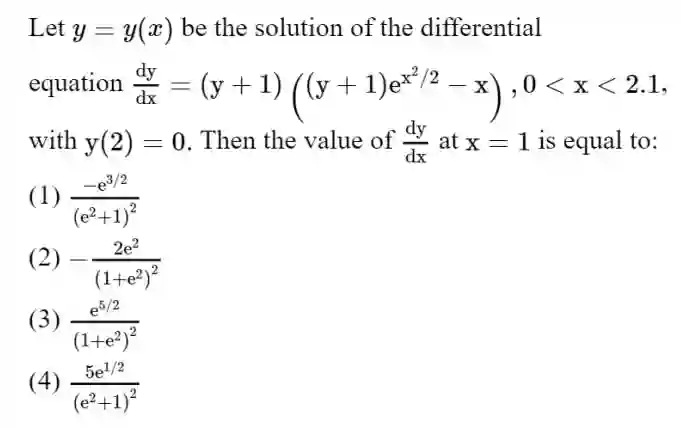 Let y = y(x) be the solution of the differential
equation dy/dx = (y + 1) ((y + 1)e^{x²/2} − x) , 0 < x < 2.1,
with y(2) = 0. Then the value of dy/dx at x = 1 is equal to:
(1) −e^{3/2}/(e²+1)²
(2) − 2e²/(1+e²)²
(3) e^{5/2}/(1+e²)²
(4) 5e^{1/2}/(e²+1)²